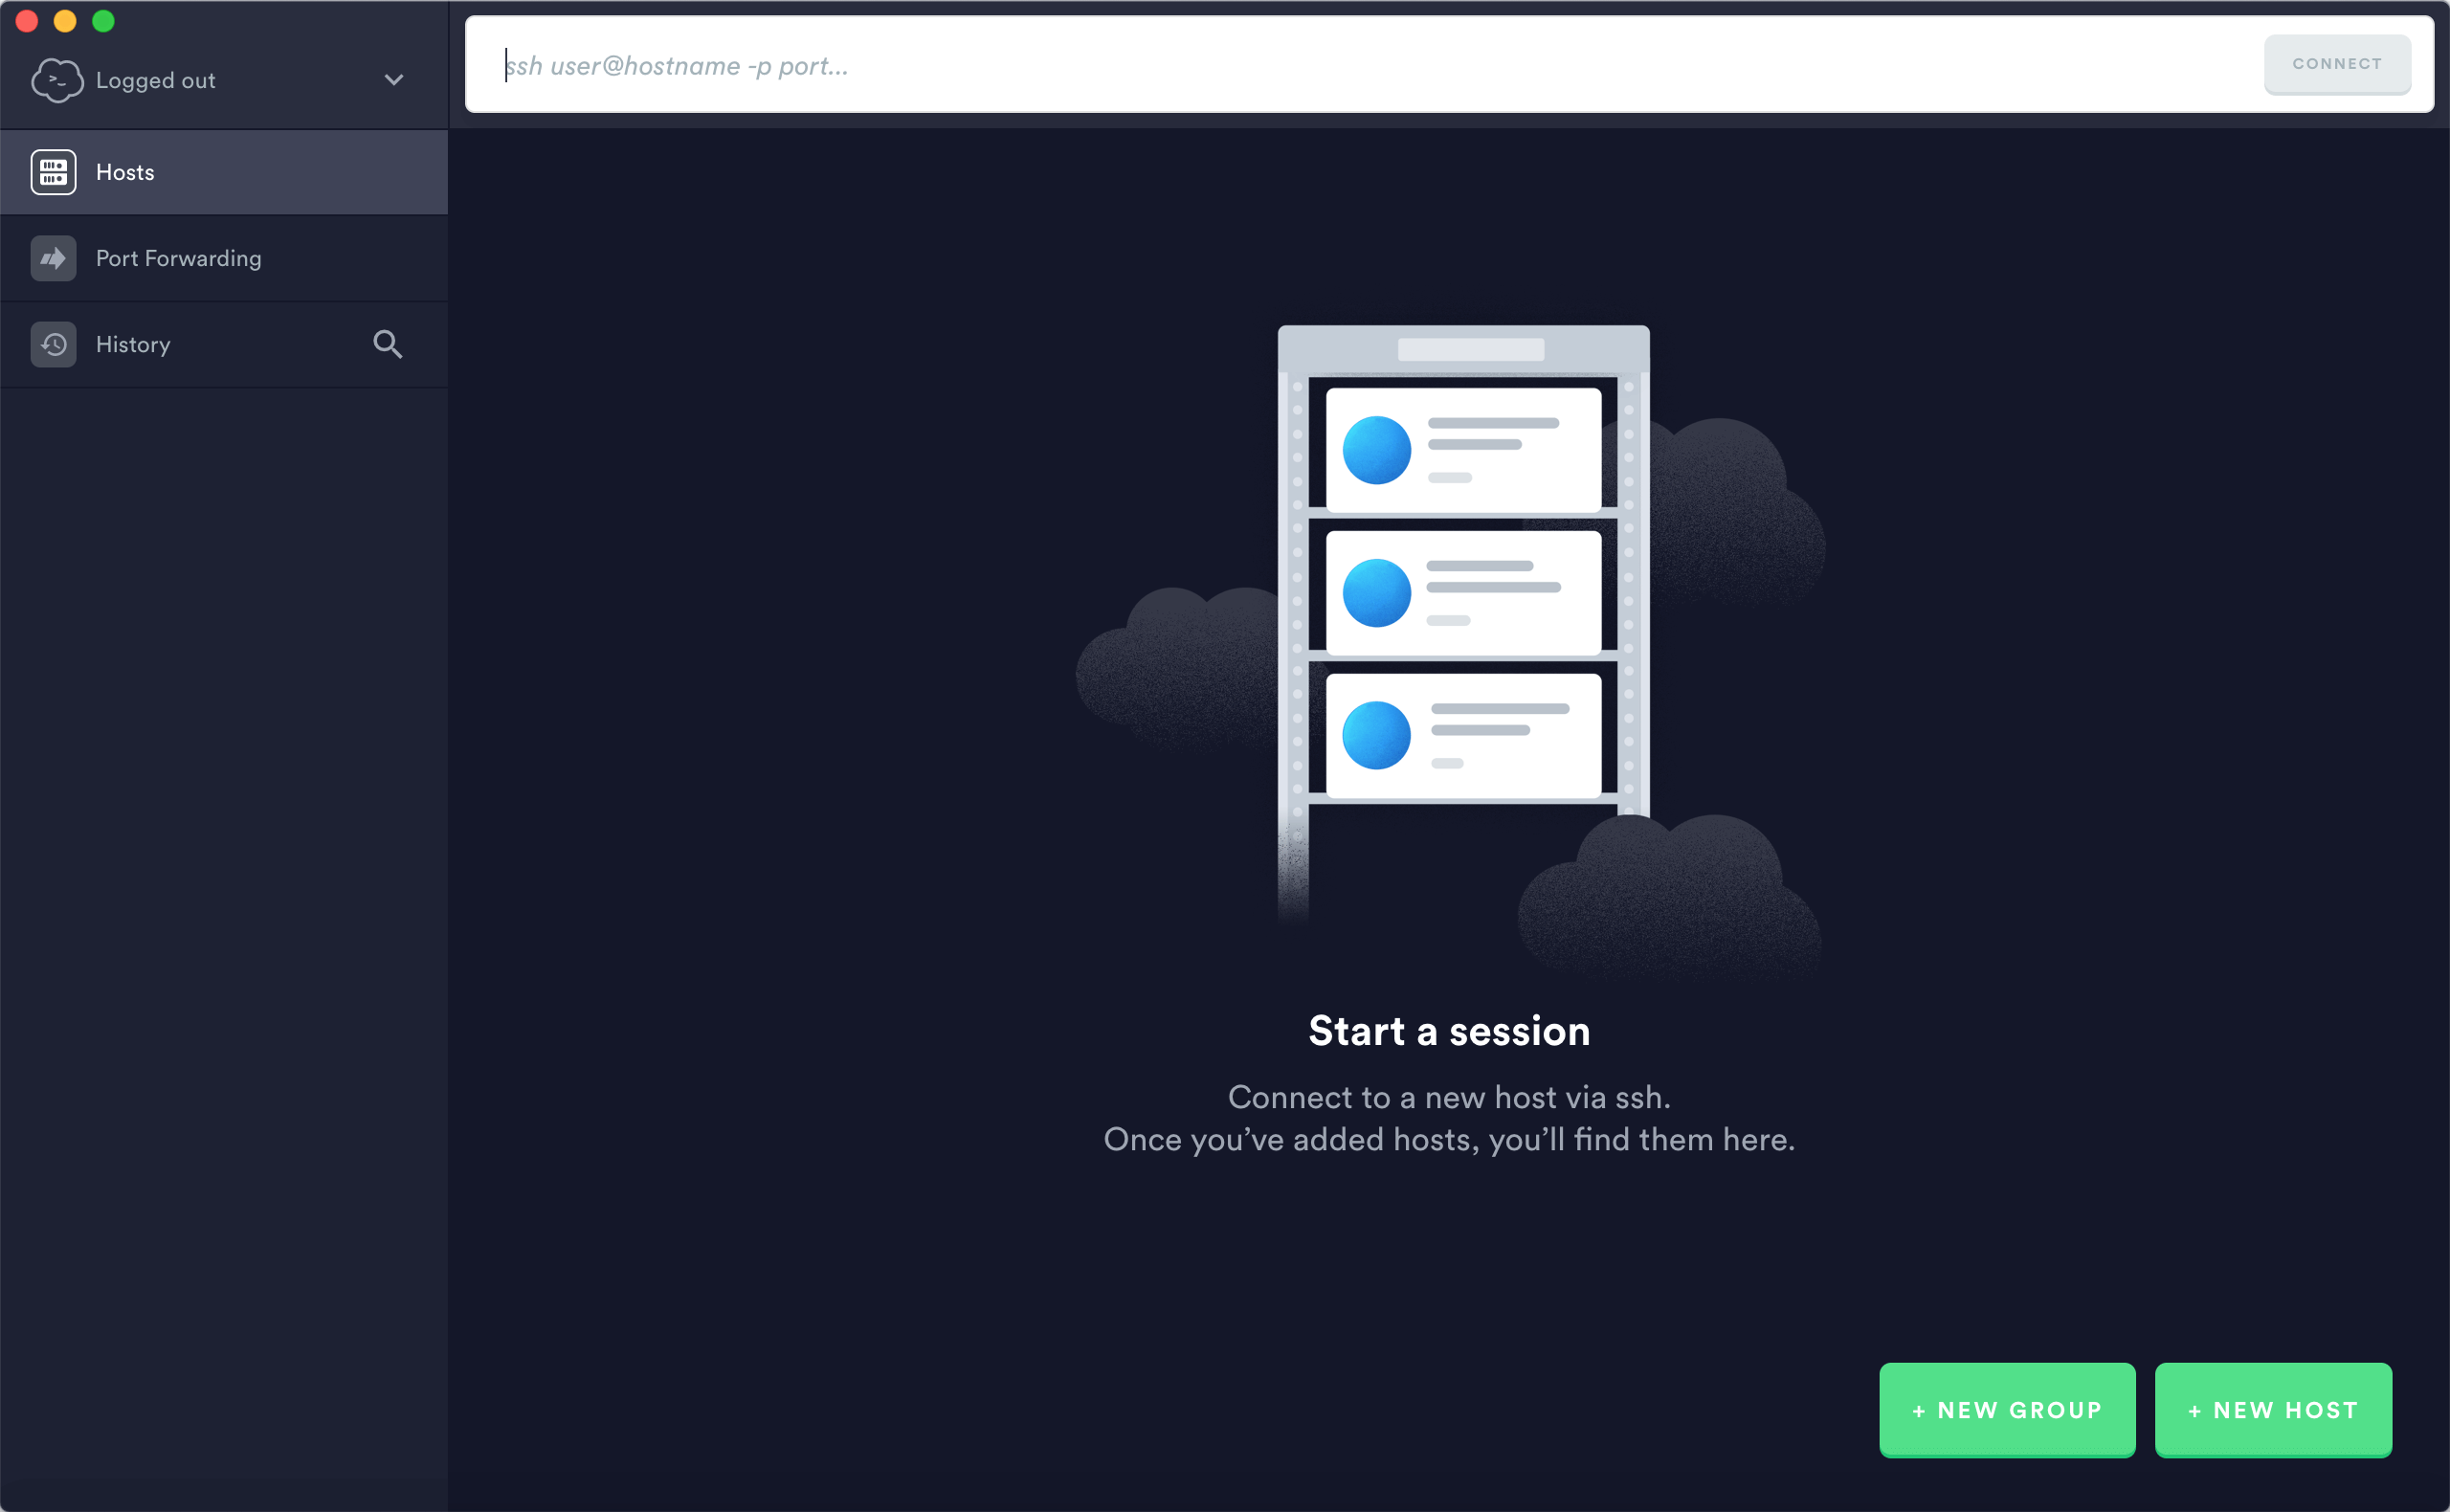 Logged out
ssh user@hostname -p port...
CONNECT
Hosts
Port Forwarding
History
Start a session
Connect to a new host via ssh.
Once you’ve added hosts, you’ll find them here.
+ NEW GROUP
+ NEW HOST